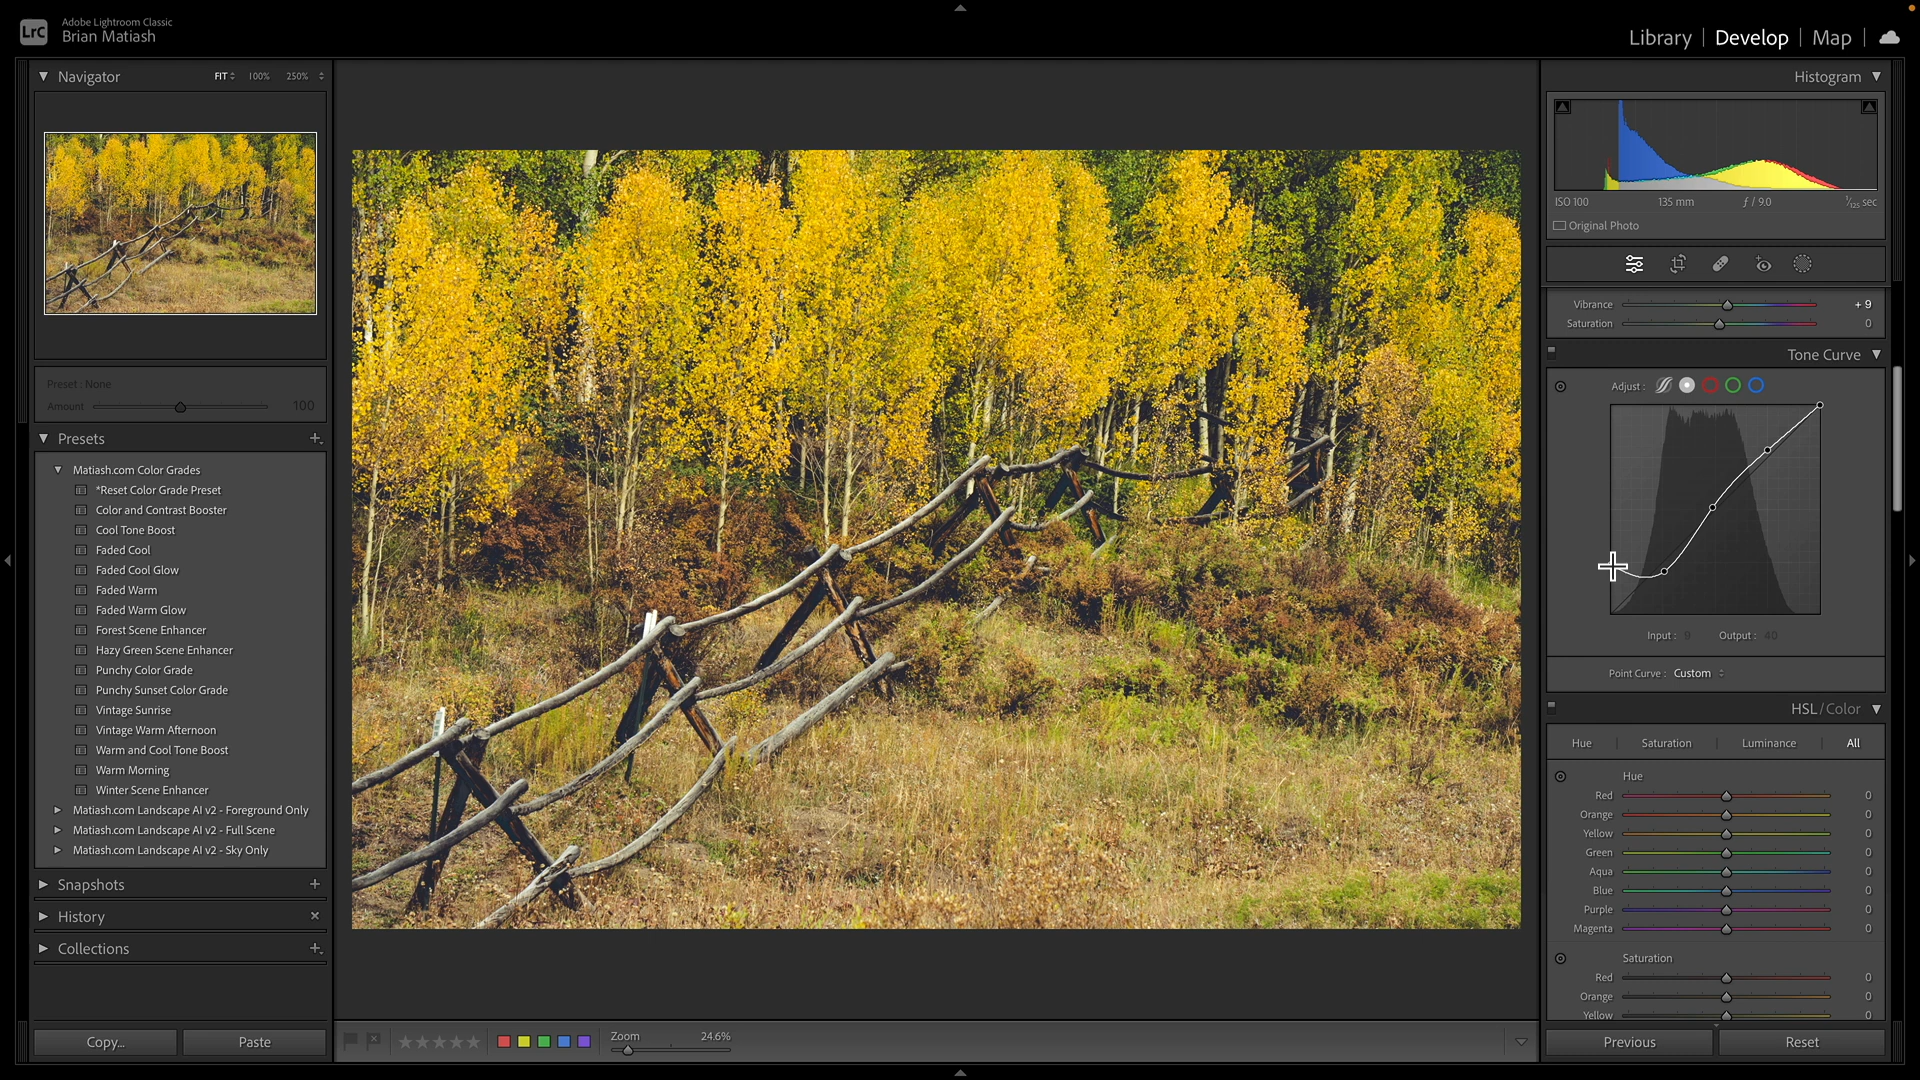 LrC
Adobe Lightroom Classic
Brian Matiash
Library
Develop
Map
Navigator
FIT
100%
250%
Preset : None
Amount
100
Presets
Matiash.com Color Grades
*Reset Color Grade Preset
Color and Contrast Booster
Cool Tone Boost
Faded Cool
Faded Cool Glow
Faded Warm
Faded Warm Glow
Forest Scene Enhancer
Hazy Green Scene Enhancer
Punchy Color Grade
Punchy Sunset Color Grade
Vintage Sunrise
Vintage Warm Afternoon
Warm and Cool Tone Boost
Warm Morning
Winter Scene Enhancer
Matiash.com Landscape AI v2 - Foreground Only
Matiash.com Landscape AI v2 - Full Scene
Matiash.com Landscape AI v2 - Sky Only
Snapshots
History
Collections
Copy...
Paste
Zoom
24.6%
Histogram
ISO 100
135 mm
ƒ / 9.0
1/125 sec
Original Photo
Vibrance
+ 9
Saturation
0
Tone Curve
Adjust :
Input : 9
Output : 40
Point Curve : Custom
HSL / Color
Hue
Saturation
Luminance
All
Hue
Red 0
Orange 0
Yellow 0
Green 0
Aqua 0
Blue 0
Purple 0
Magenta 0
Saturation
Red 0
Orange 0
Yellow 0
Previous
Reset